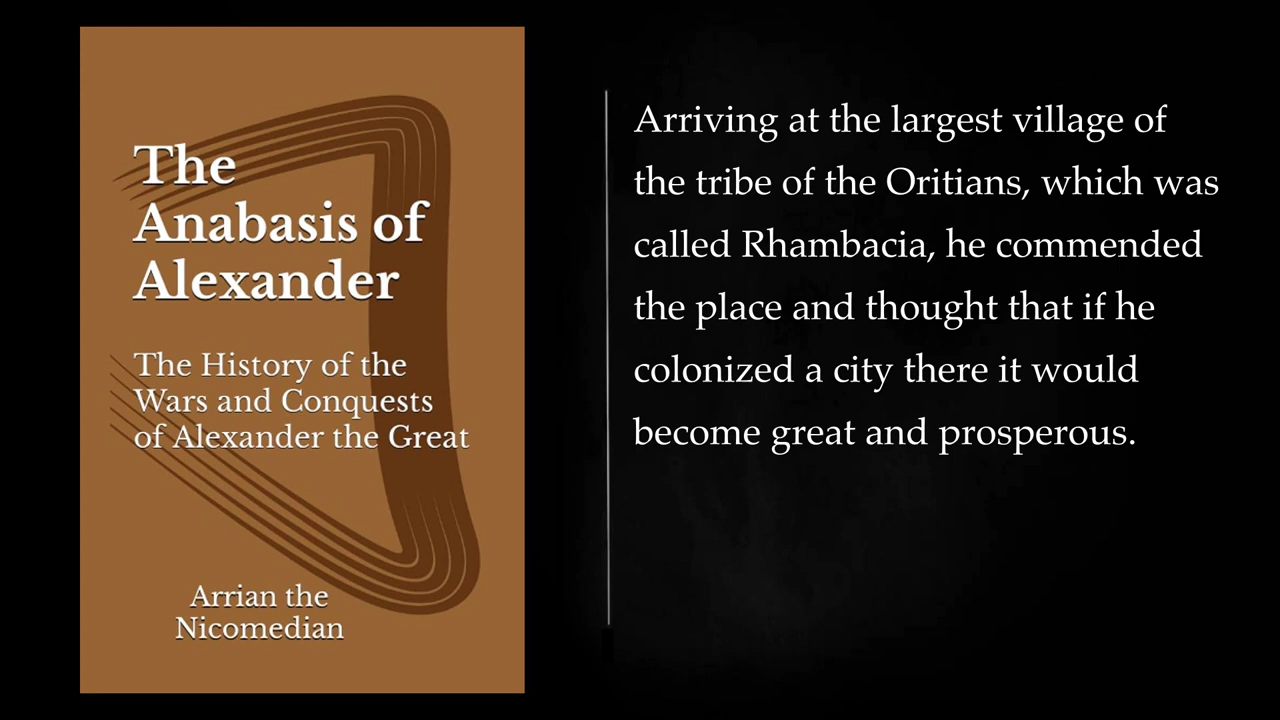 The
Anabasis of
Alexander
The History of the
Wars and Conquests
of Alexander the Great
Arrian the
Nicomedian
Arriving at the largest village of
the tribe of the Oritians, which was
called Rhambacia, he commended
the place and thought that if he
colonized a city there it would
become great and prosperous.